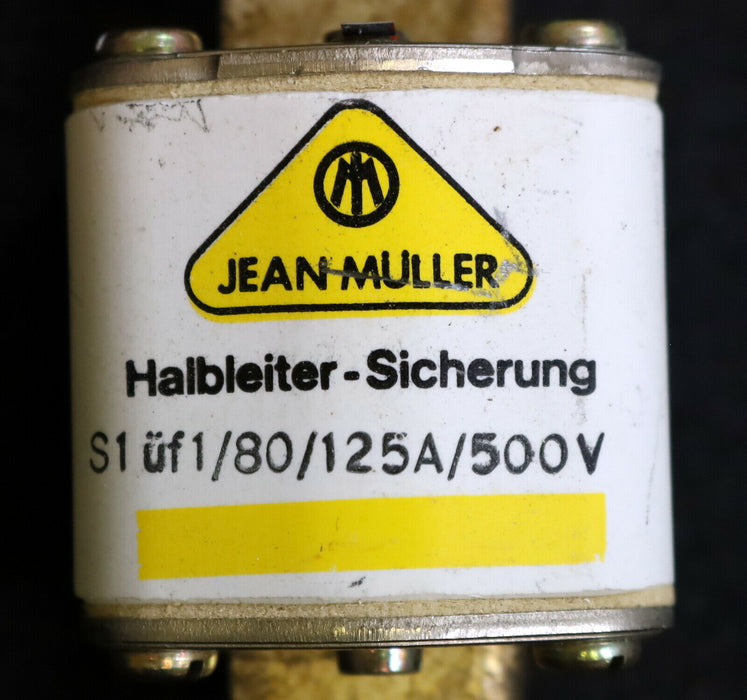 JEAN MÜLLER
Halbleiter-Sicherung
S1 üf1/80/125A/500V